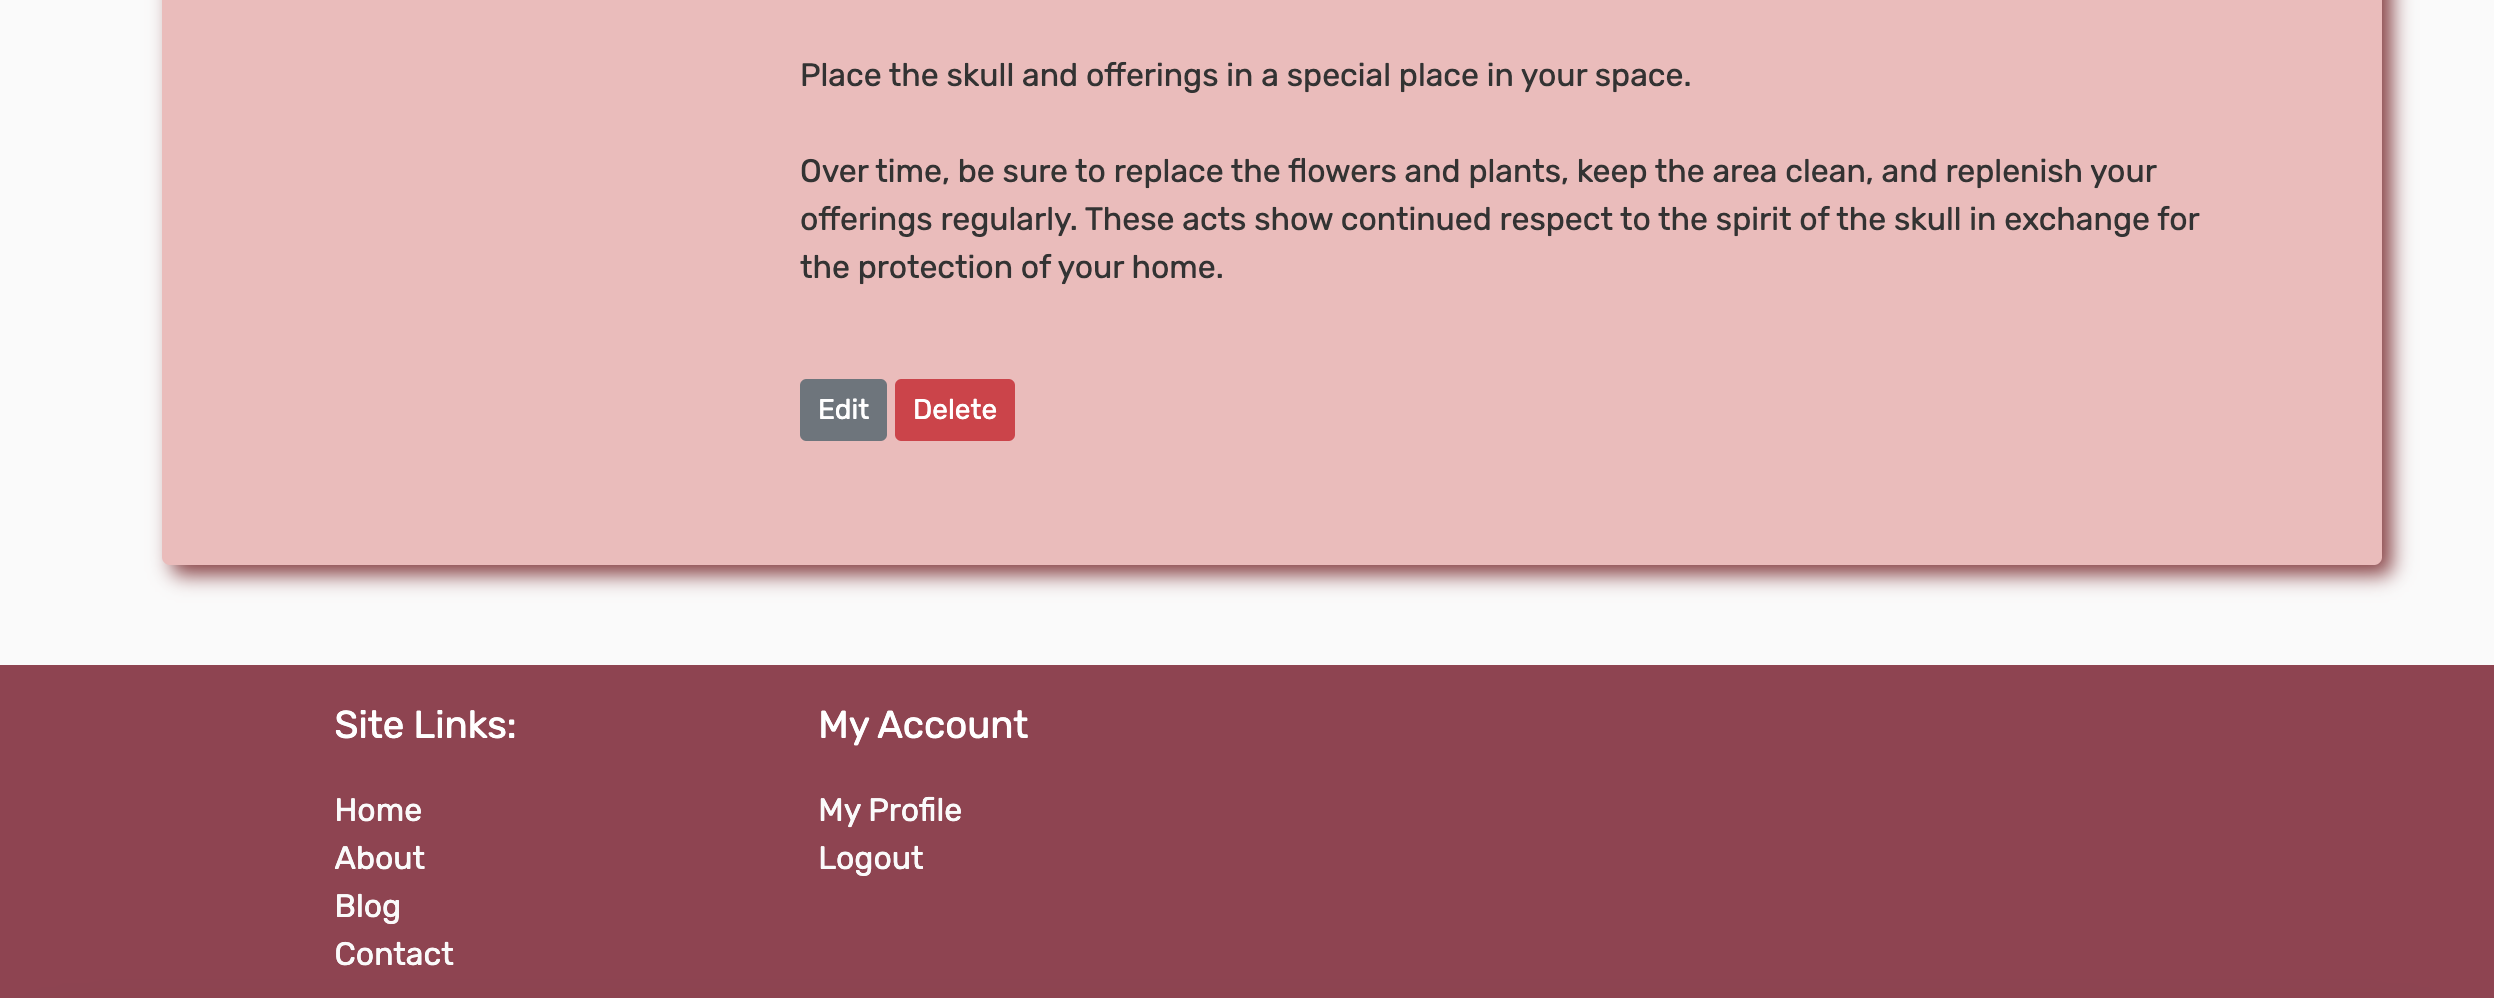 Place the skull and offerings in a special place in your space.
Over time, be sure to replace the flowers and plants, keep the area clean, and replenish your
offerings regularly. These acts show continued respect to the spirit of the skull in exchange for
the protection of your home.
Edit Delete
Site Links:
Home
About
Blog
Contact
My Account
My Profile
Logout